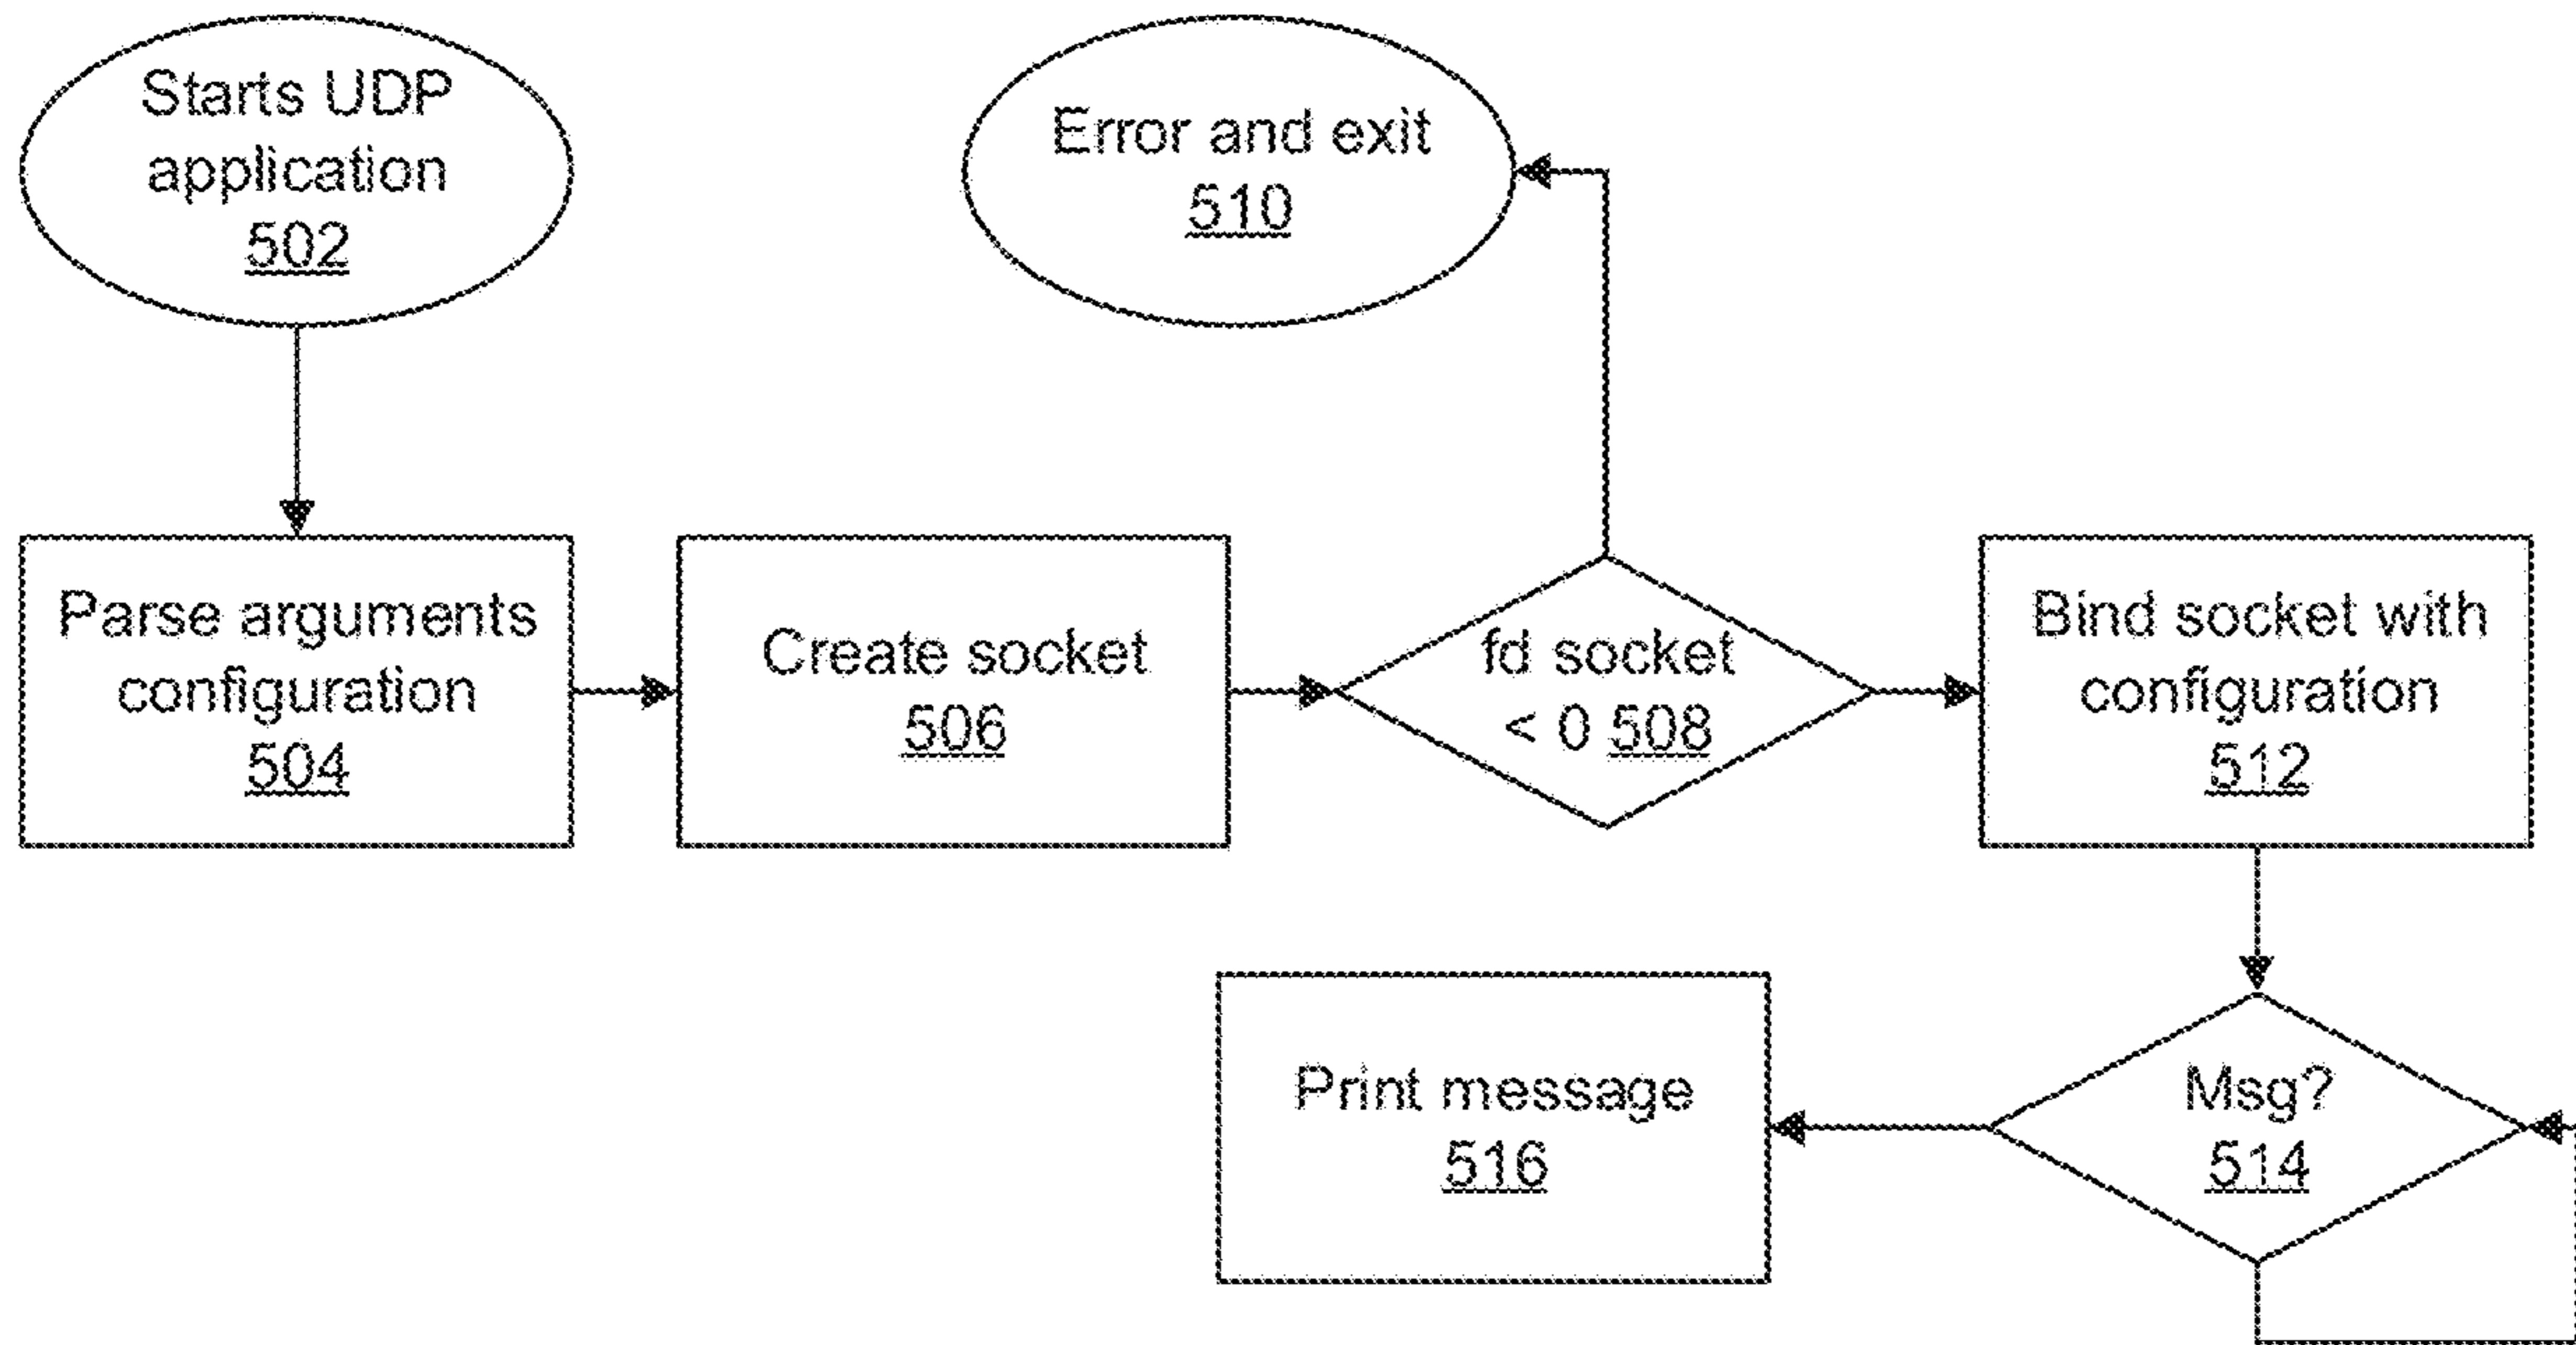 Starts UDP
application
502
Error and exit
510
Parse arguments
configuration
504
Create socket
506
fd socket
< 0 508
Bind socket with
configuration
512
Print message
516
Msg?
514